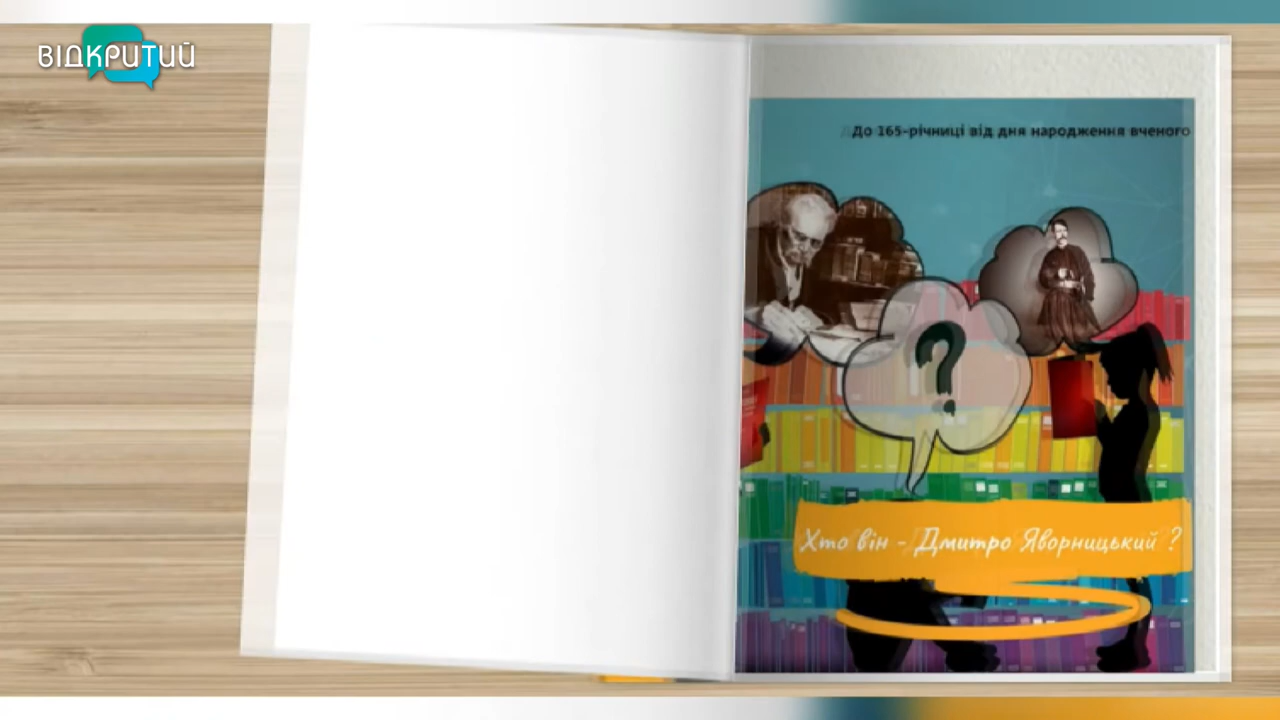 ВІДКРИТИЙ
До 165-річниці від дня народження вченого
?
Хто він - Дмитро Яворницький ?